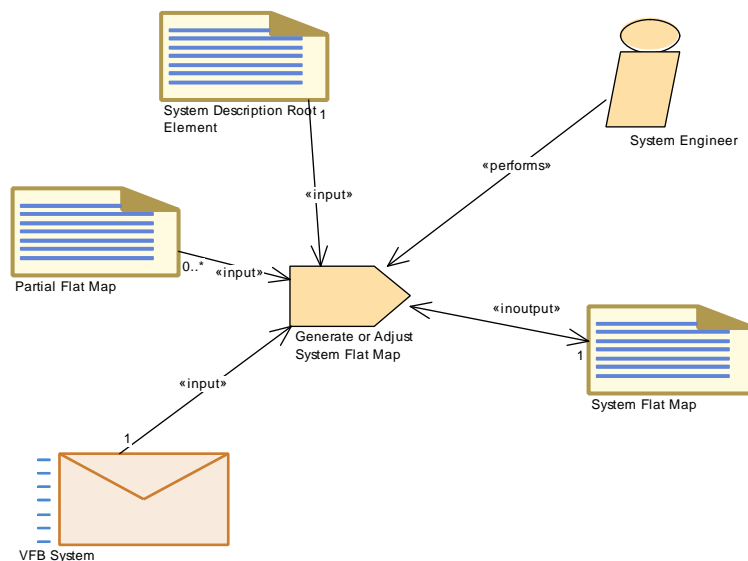 System Description Root
Element
1
System Engineer
«performs»
«input»
0..*
«input»
Partial Flat Map
«inoutput»
Generate or Adjust
System Flat Map
1
«input»
System Flat Map
1
VFB System